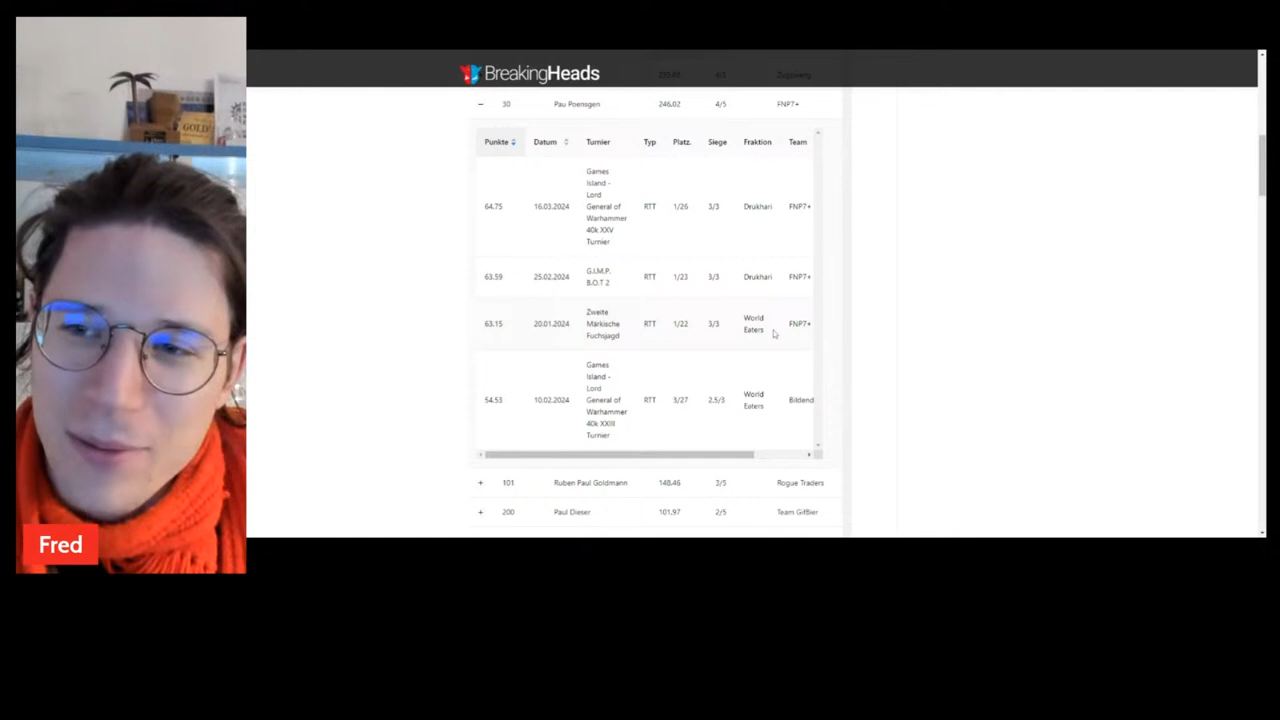 BreakingHeads
30 Pau Poensgen 246.02 4/5 FNP7+
Punkte Datum Turnier Typ Platz. Siege Fraktion Team
Games
Island -
Lord
General of
64.75 16.03.2024 Warhammer RTT 1/26 3/3 Drukhari FNP7+
40k XXV
Turnier
G.I.M.P.
63.59 25.02.2024 B.O.T 2 RTT 1/23 3/3 Drukhari FNP7+
Zweite
63.15 20.01.2024 Märkische RTT 1/22 3/3 World Eaters FNP7+
Fuchsjagd
Games
Island -
Lord
54.53 10.02.2024 General of RTT 3/27 2.5/3 World Eaters Bildend
Warhammer
40k XXIII
Turnier
+ 101 Ruben Paul Goldmann 148.46 3/5 Rogue Traders
+ 200 Paul Dieser 101.97 2/5 Team GifBier
GOLD
Fred